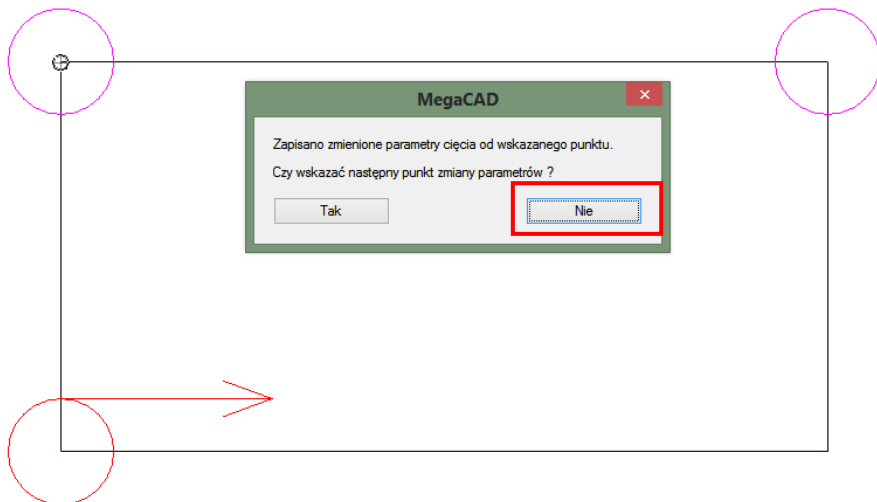 MegaCAD
Zapisano zmienione parametry cięcia od wskazanego punktu.
Czy wskazać następny punkt zmiany parametrów ?
Tak
Nie